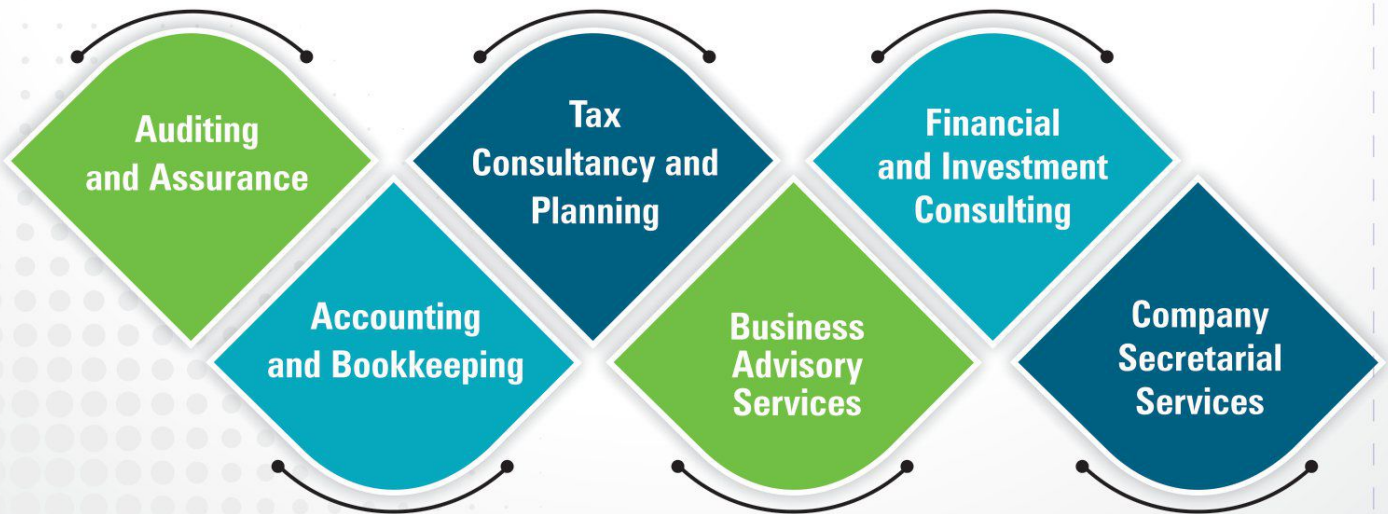 Auditing
and Assurance
Accounting
and Bookkeeping
Tax
Consultancy and
Planning
Business
Advisory
Services
Financial
and Investment
Consulting
Company
Secretarial
Services